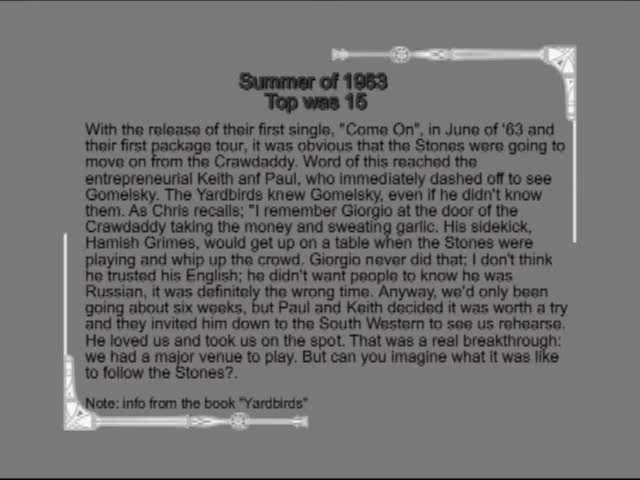 Summer of 1963
Top was 15
With the release of their first single, "Come On", in June of '63 and
their first package tour, it was obvious that the Stones were going to
move on from the Crawdaddy. Word of this reached the
entrepreneurial Keith anf Paul, who immediately dashed off to see
Gomelsky. The Yardbirds knew Gomelsky, even if he didn't know
them. As Chris recalls; "I remember Giorgio at the door of the
Crawdaddy taking the money and sweating garlic. His sidekick,
Hamish Grimes, would get up on a table when the Stones were
playing and whip up the crowd. Giorgio never did that; I don't think
he trusted his English; he didn't want people to know he was
Russian, it was definitely the wrong time. Anyway, we'd only been
going about six weeks, but Paul and Keith decided it was worth a try
and they invited him down to the South Western to see us rehearse.
He loved us and took us on the spot. That was a real breakthrough:
we had a major venue to play. But can you imagine what it was like
to follow the Stones?.
Note: info from the book "Yardbirds"